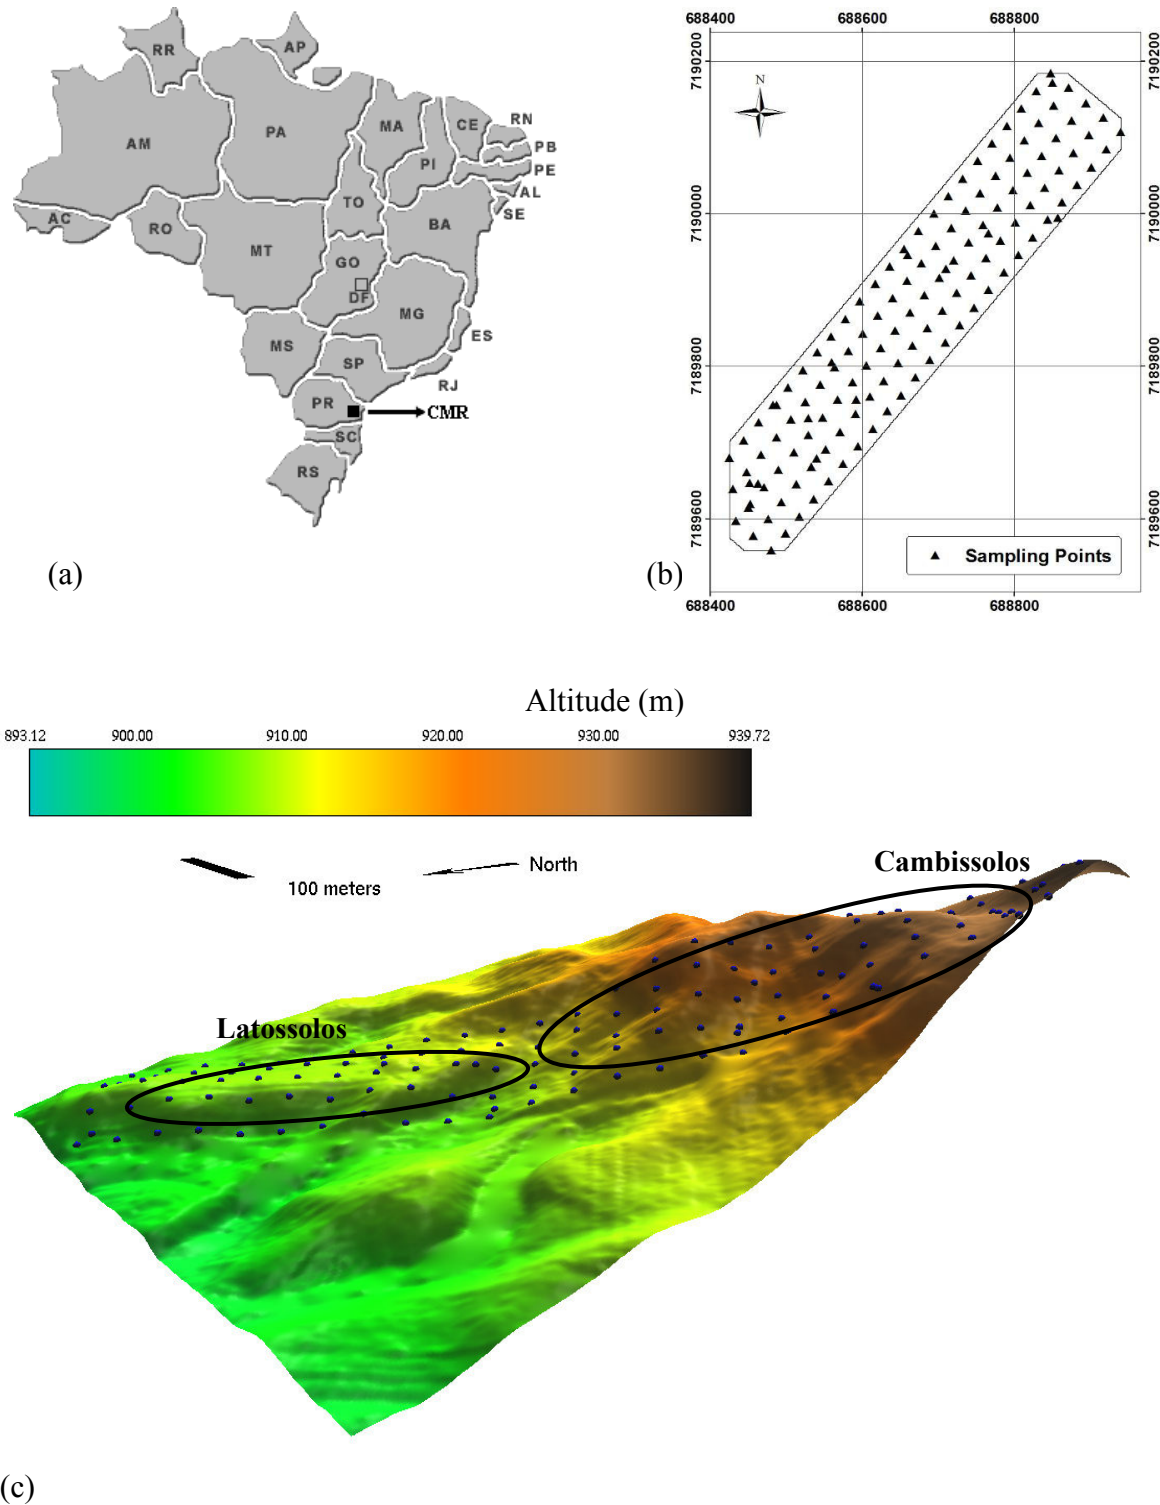 RR
AP
AM
PA
MA
CE
RN
PB
PI
PE
AL
SE
AC
RO
TO
BA
MT
GO
DF
MG
ES
MS
SP
RJ
PR
CMR
SC
RS
(a)
688400 688600 688800
7190200 7190200
N
7190000 7190000
7189800 7189800
7189600 7189600
Sampling Points
688400 688600 688800
(b)
Altitude (m)
893.12 900.00 910.00 920.00 930.00 939.72
North
100 meters
Cambissolos
Latossolos
(c)